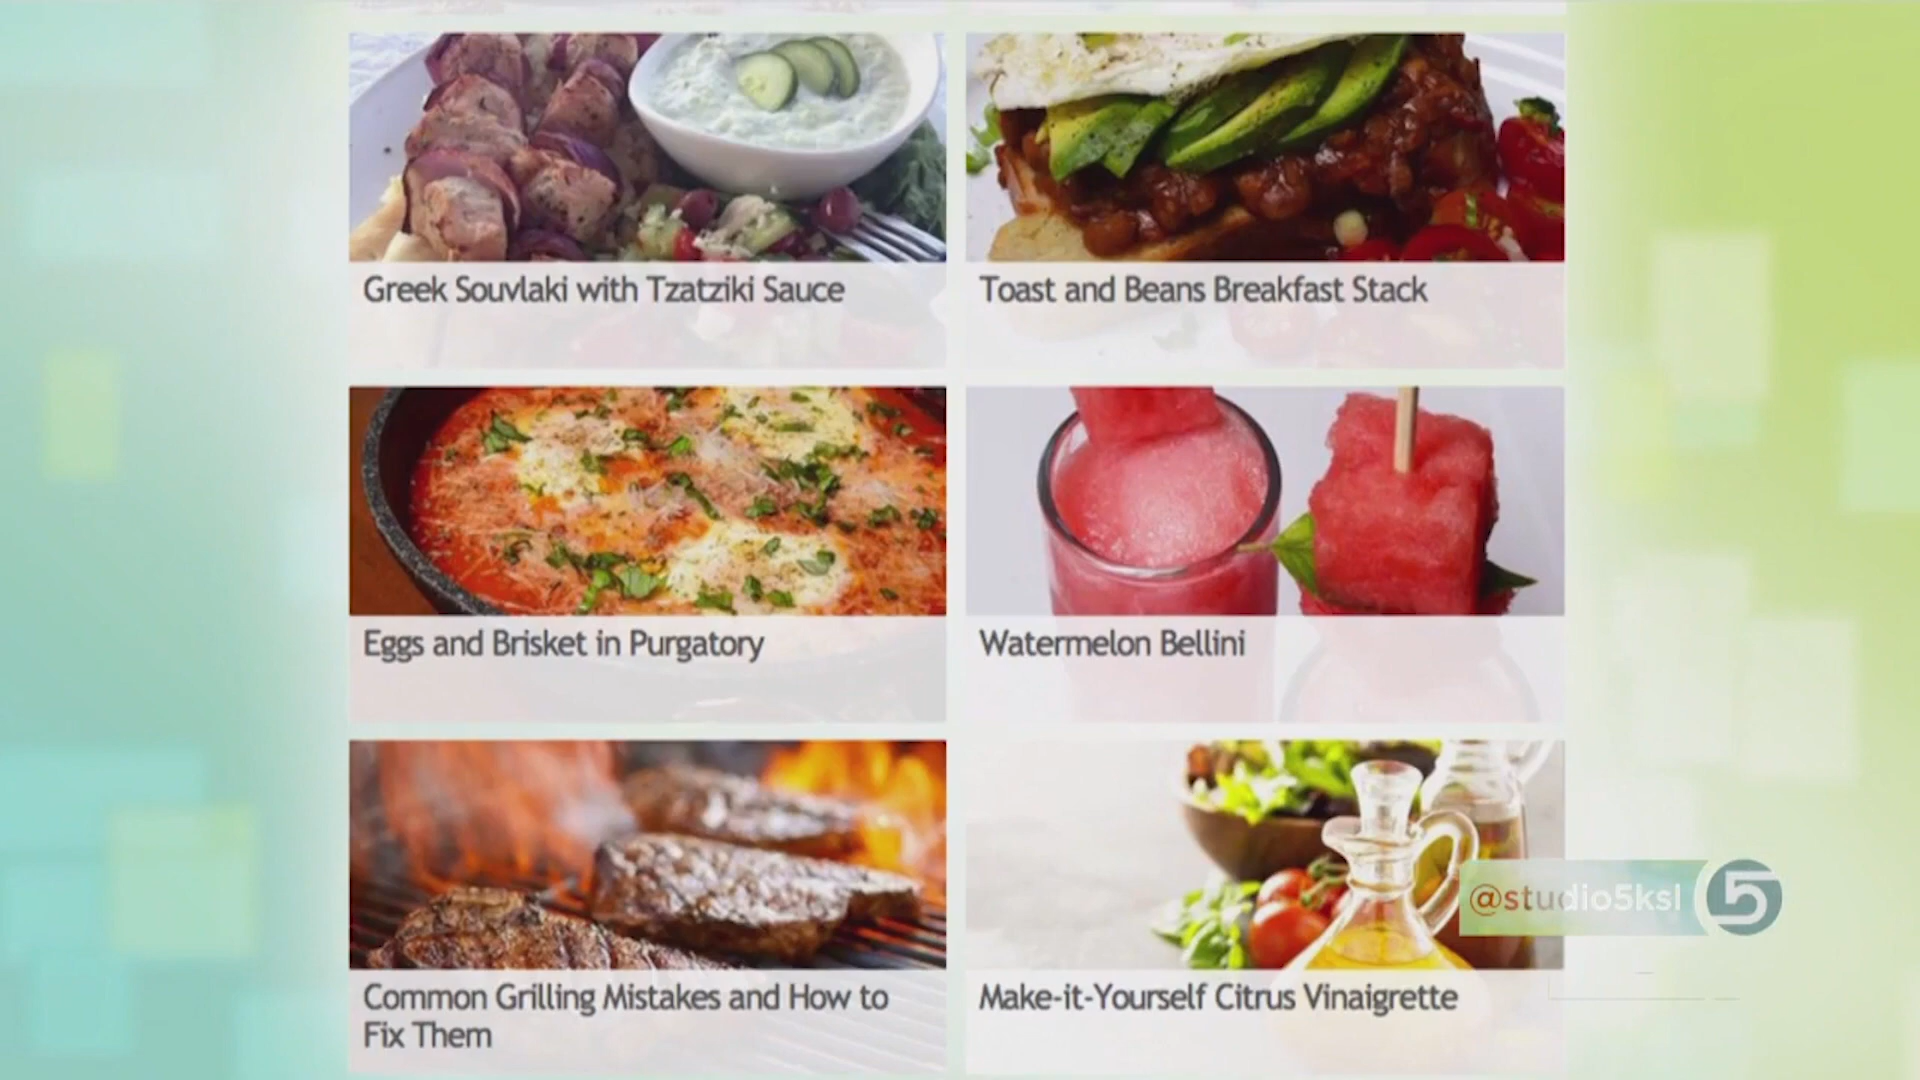 Greek Souvlaki with Tzatziki Sauce
Toast and Beans Breakfast Stack
Eggs and Brisket in Purgatory
Watermelon Bellini
Common Grilling Mistakes and How to
Fix Them
Make-it-Yourself Citrus Vinaigrette
@studio5ksl 5